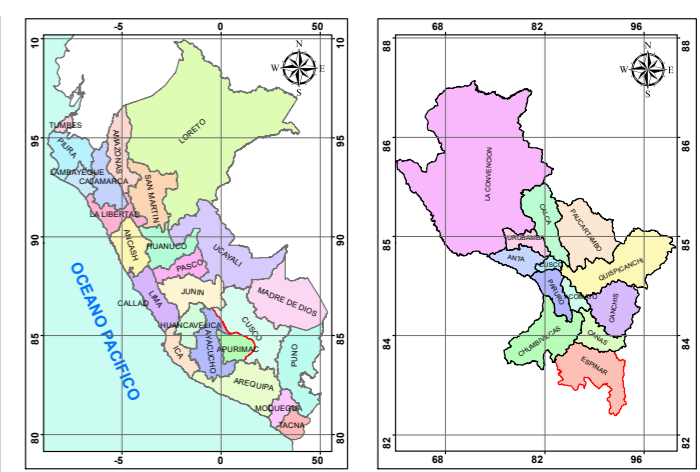 -5 0 50
10
95
90
85
80
N
W E
S
TUMBES
PIURA
LAMBAYEQUE
CAJAMARCA
AMAZONAS
LORETO
SAN MARTIN
LA LIBERTAD
ANCASH
HUANUCO
UCAYALI
PASCO
JUNIN
LIMA
CALLAO
MADRE DE DIOS
CUSCO
HUANCAVELICA
AYACUCHO
APURIMAC
ICA
PUNO
AREQUIPA
MOQUEGUA
TACNA
OCEANO PACIFICO
10
95
90
85
80
-5 0 50
68 82 96
88
86
85
84
82
N
W E
S
LA CONVENCION
CALCA
PAUCARTAMBO
URUBAMBA
ANTA
CUSCO
QUISPICANCHI
PARURO
CANCHIS
CHUMBIVILCAS
CANAS
ESPINAR
88
86
85
84
82
68 82 96